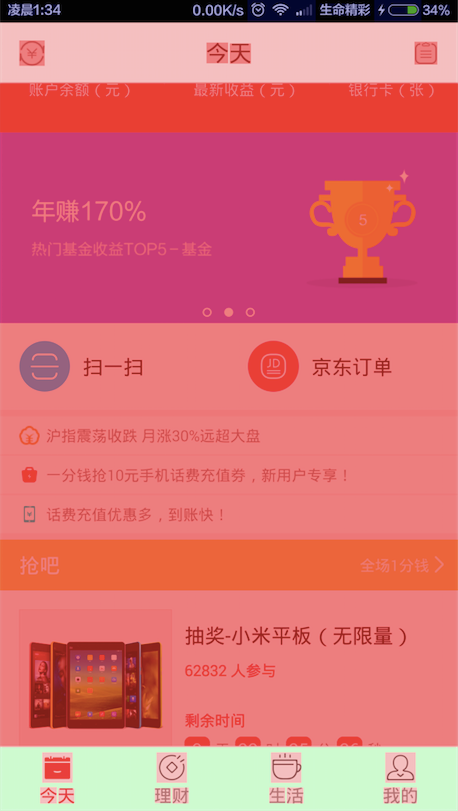 凌晨1:34 0.00K/s 生命精彩 34%
今天
账户余额（元） 最新收益（元） 银行卡（张）
年赚170%
热门基金收益TOP5－基金
5
扫一扫 JD 京东订单
沪指震荡收跌 月涨30%远超大盘
一分钱抢10元手机话费充值券，新用户专享！
话费充值优惠多，到账快！
抢吧 全场1分钱
抽奖-小米平板（无限量）
62832 人参与
剩余时间
今天 理财 生活 我的